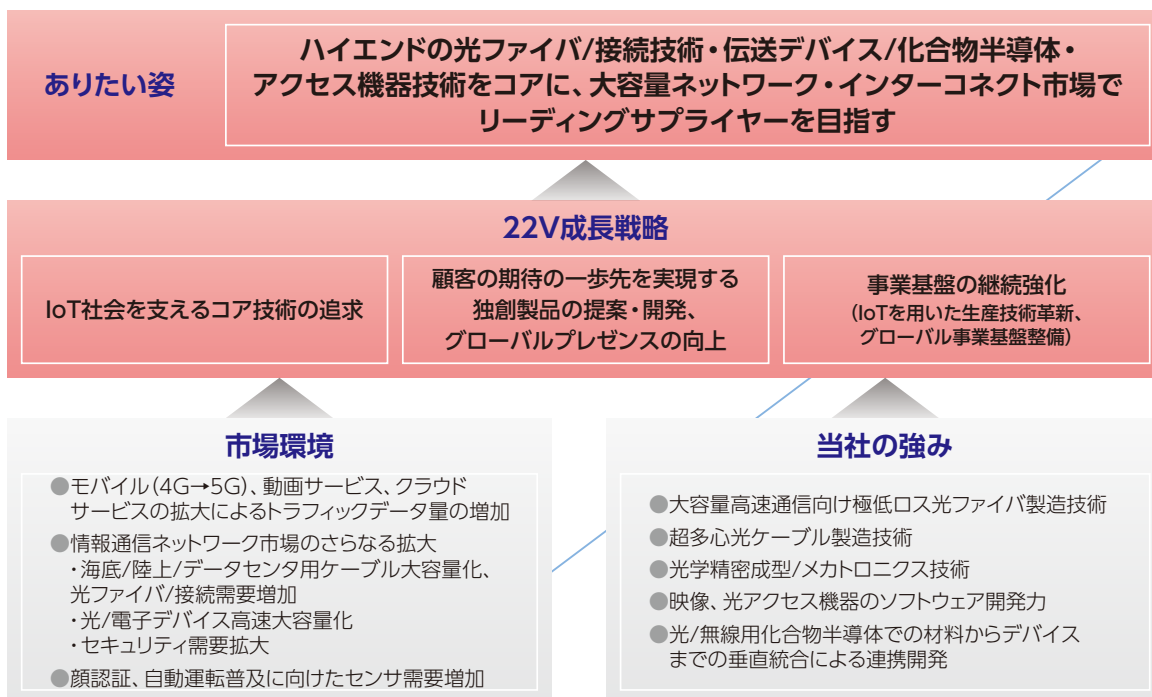 ありたい姿
ハイエンドの光ファイバ/接続技術・伝送デバイス/化合物半導体・
アクセス機器技術をコアに、大容量ネットワーク・インターコネクト市場で
リーディングサプライヤーを目指す
22V成長戦略
IoT社会を支えるコア技術の追求
顧客の期待の一歩先を実現する
独創製品の提案・開発、
グローバルプレゼンスの向上
事業基盤の継続強化
(IoTを用いた生産技術革新、
グローバル事業基盤整備)
市場環境
●モバイル(4G→5G)、動画サービス、クラウド
サービスの拡大によるトラフィックデータ量の増加
●情報通信ネットワーク市場のさらなる拡大
・海底/陸上/データセンタ用ケーブル大容量化、
光ファイバ/接続需要増加
・光/電子デバイス高速大容量化
・セキュリティ需要拡大
●顔認証、自動運転普及に向けたセンサ需要増加
当社の強み
●大容量高速通信向け極低ロス光ファイバ製造技術
●超多心光ケーブル製造技術
●光学精密成型/メカトロニクス技術
●映像、光アクセス機器のソフトウェア開発力
●光/無線用化合物半導体での材料からデバイス
までの垂直統合による連携開発